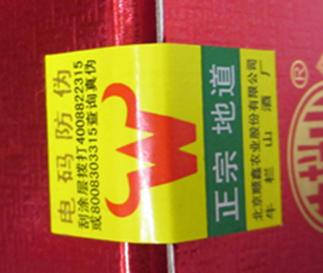 电码防伪
刮涂层拨打4008822315
或8008303315查询真伪
正宗 地道
北京顺鑫农业股份有限公司
牛栏山酒厂
®